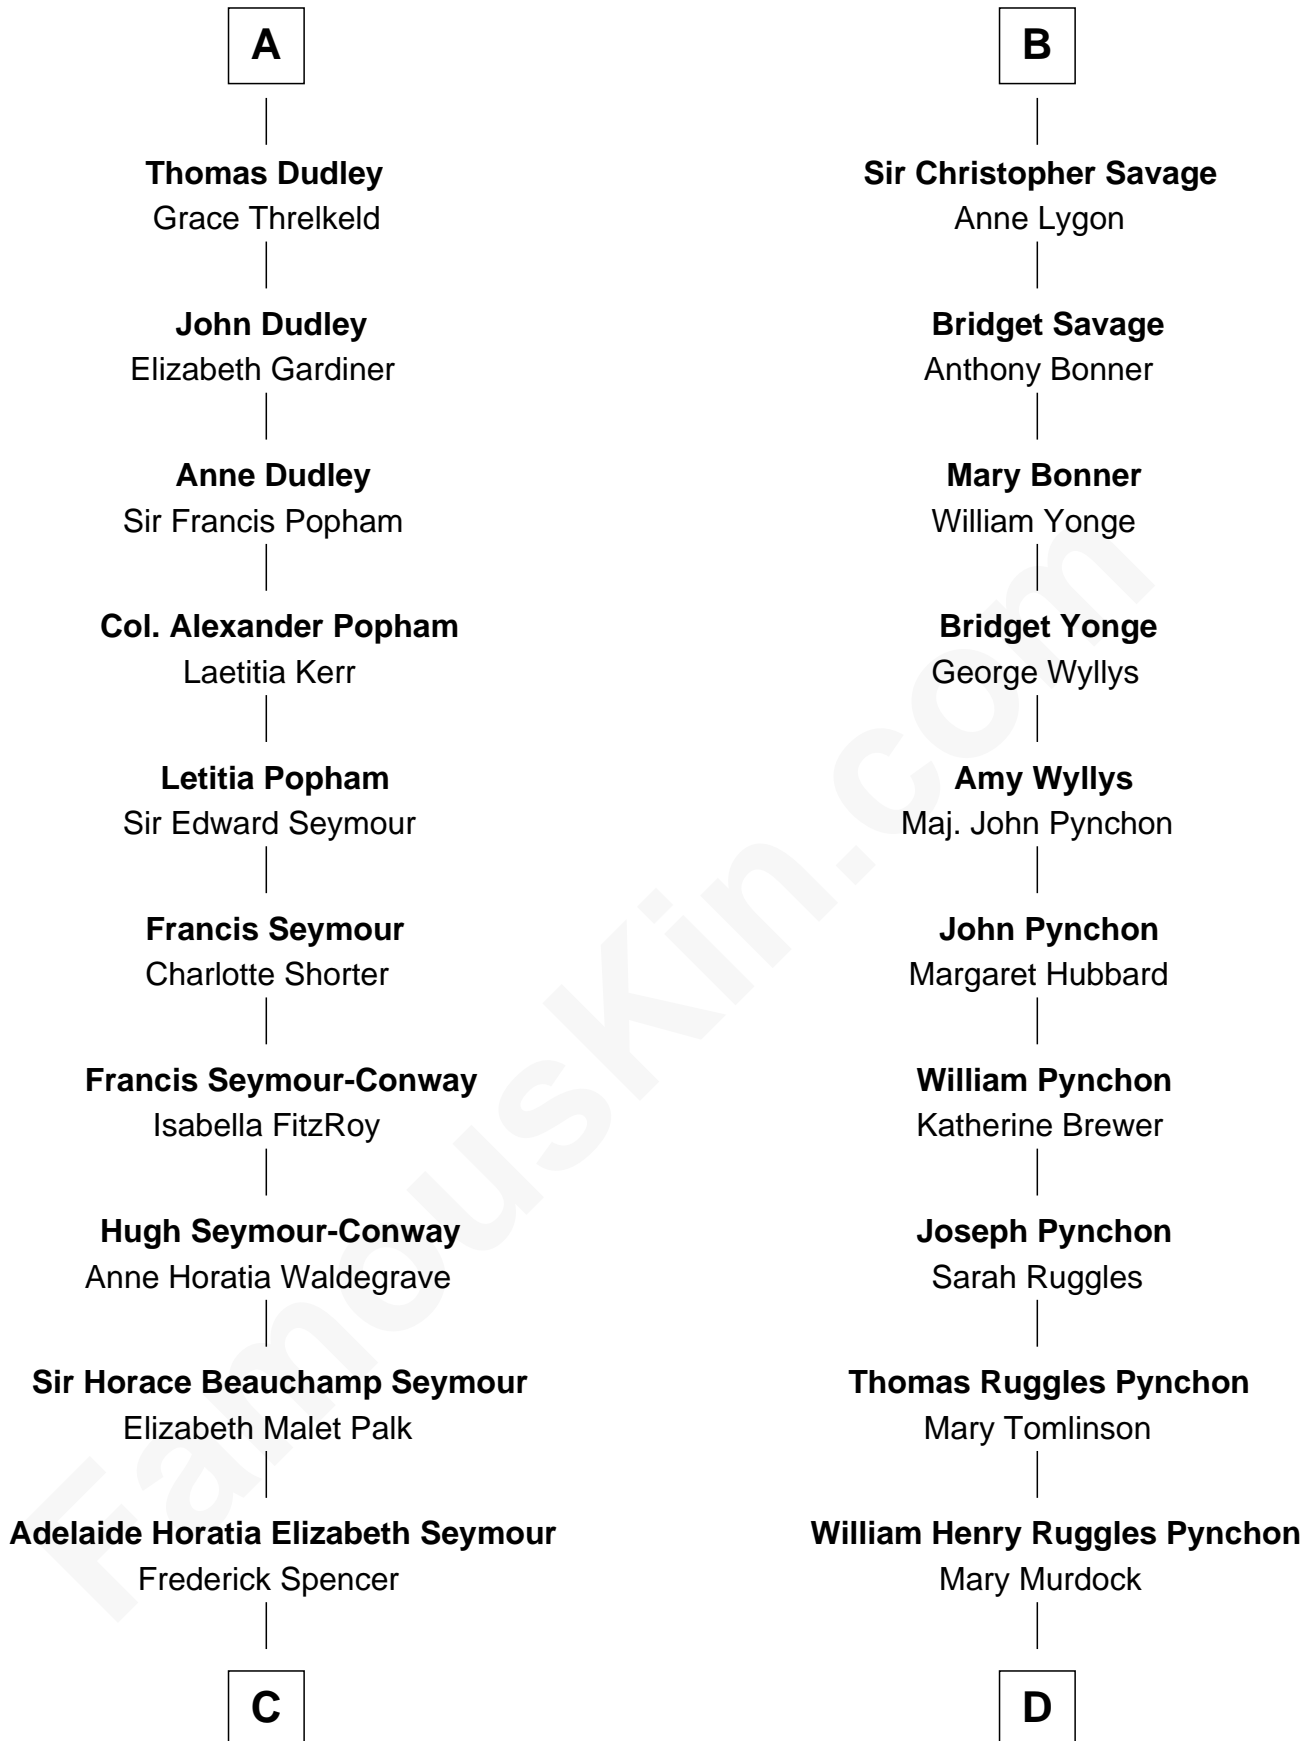 A
Thomas Dudley
Grace Threlkeld
John Dudley
Elizabeth Gardiner
Anne Dudley
Sir Francis Popham
Col. Alexander Popham
Laetitia Kerr
Letitia Popham
Sir Edward Seymour
Francis Seymour
Charlotte Shorter
Francis Seymour-Conway
Isabella FitzRoy
Hugh Seymour-Conway
Anne Horatia Waldegrave
Sir Horace Beauchamp Seymour
Elizabeth Malet Palk
Adelaide Horatia Elizabeth Seymour
Frederick Spencer
C
B
Sir Christopher Savage
Anne Lygon
Bridget Savage
Anthony Bonner
Mary Bonner
William Yonge
Bridget Yonge
George Wyllys
Amy Wyllys
Maj. John Pynchon
John Pynchon
Margaret Hubbard
William Pynchon
Katherine Brewer
Joseph Pynchon
Sarah Ruggles
Thomas Ruggles Pynchon
Mary Tomlinson
William Henry Ruggles Pynchon
Mary Murdock
D
FamousKin.com